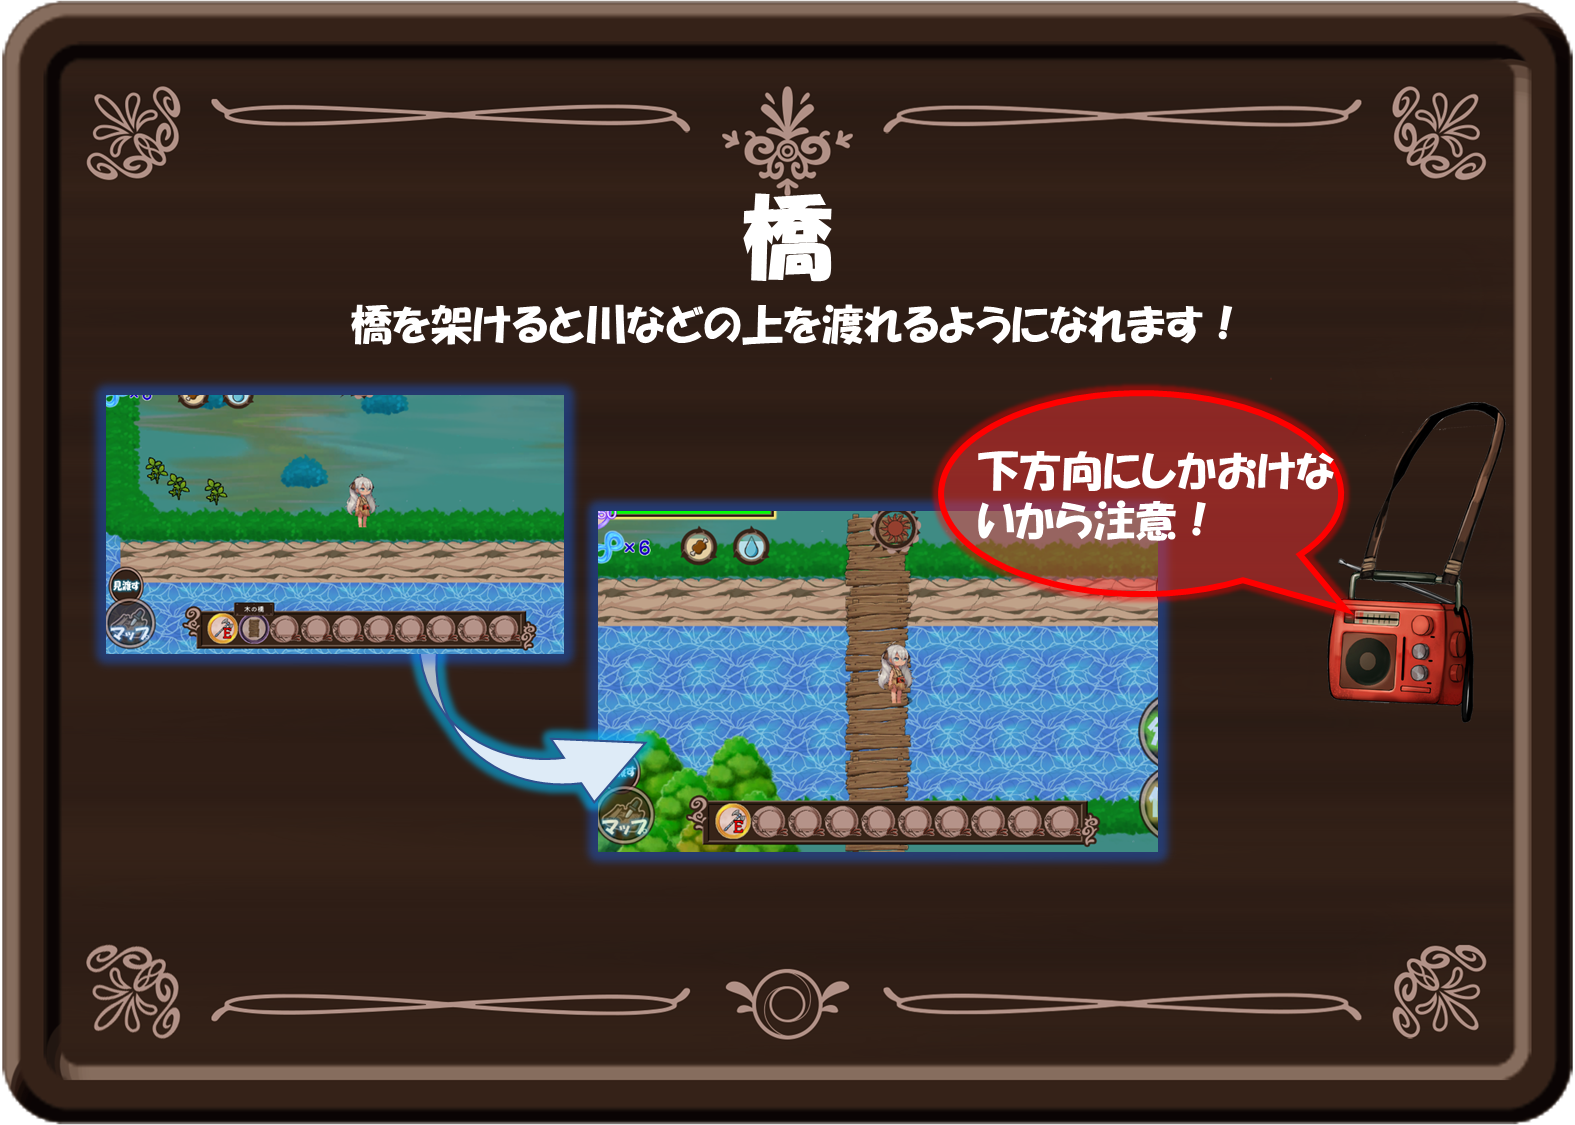 橋
橋を架けると川などの上を渡れるようになれます！
下方向にしかおけな
いから注意！
×6
見渡す
マップ
木の橋
E
×6
マップ
E